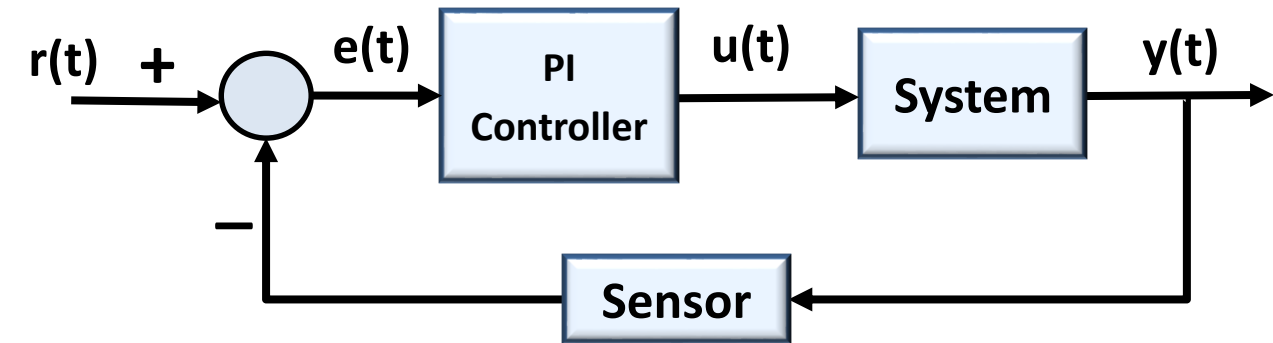 r(t)
+
e(t)
PI
Controller
u(t)
System
y(t)
−
Sensor